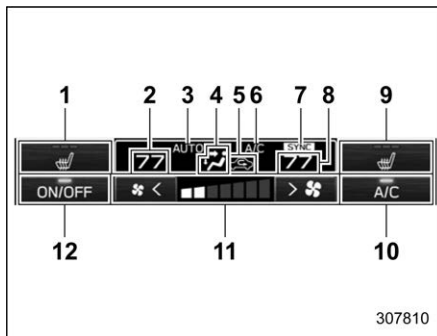 1 2 3 4 5 6 7 8 9
AUTO A/C SYNC
77 77
ON/OFF < > A/C
12 11 10
307810